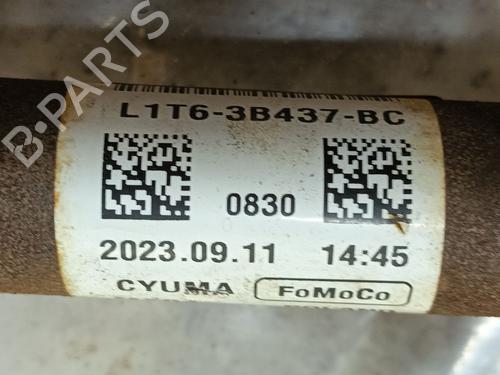 B-PARTS
L1T6-3B437-BC
0830
2023.09.11 14:45
CYUMA FoMoCo